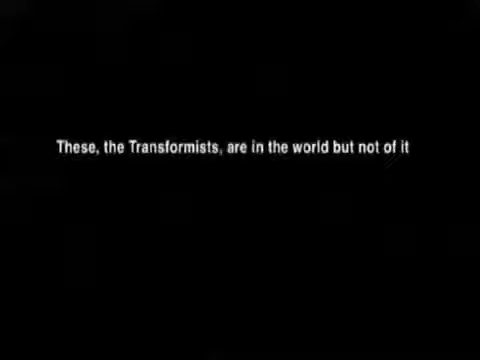 These, the Transformists, are in the world but not of it